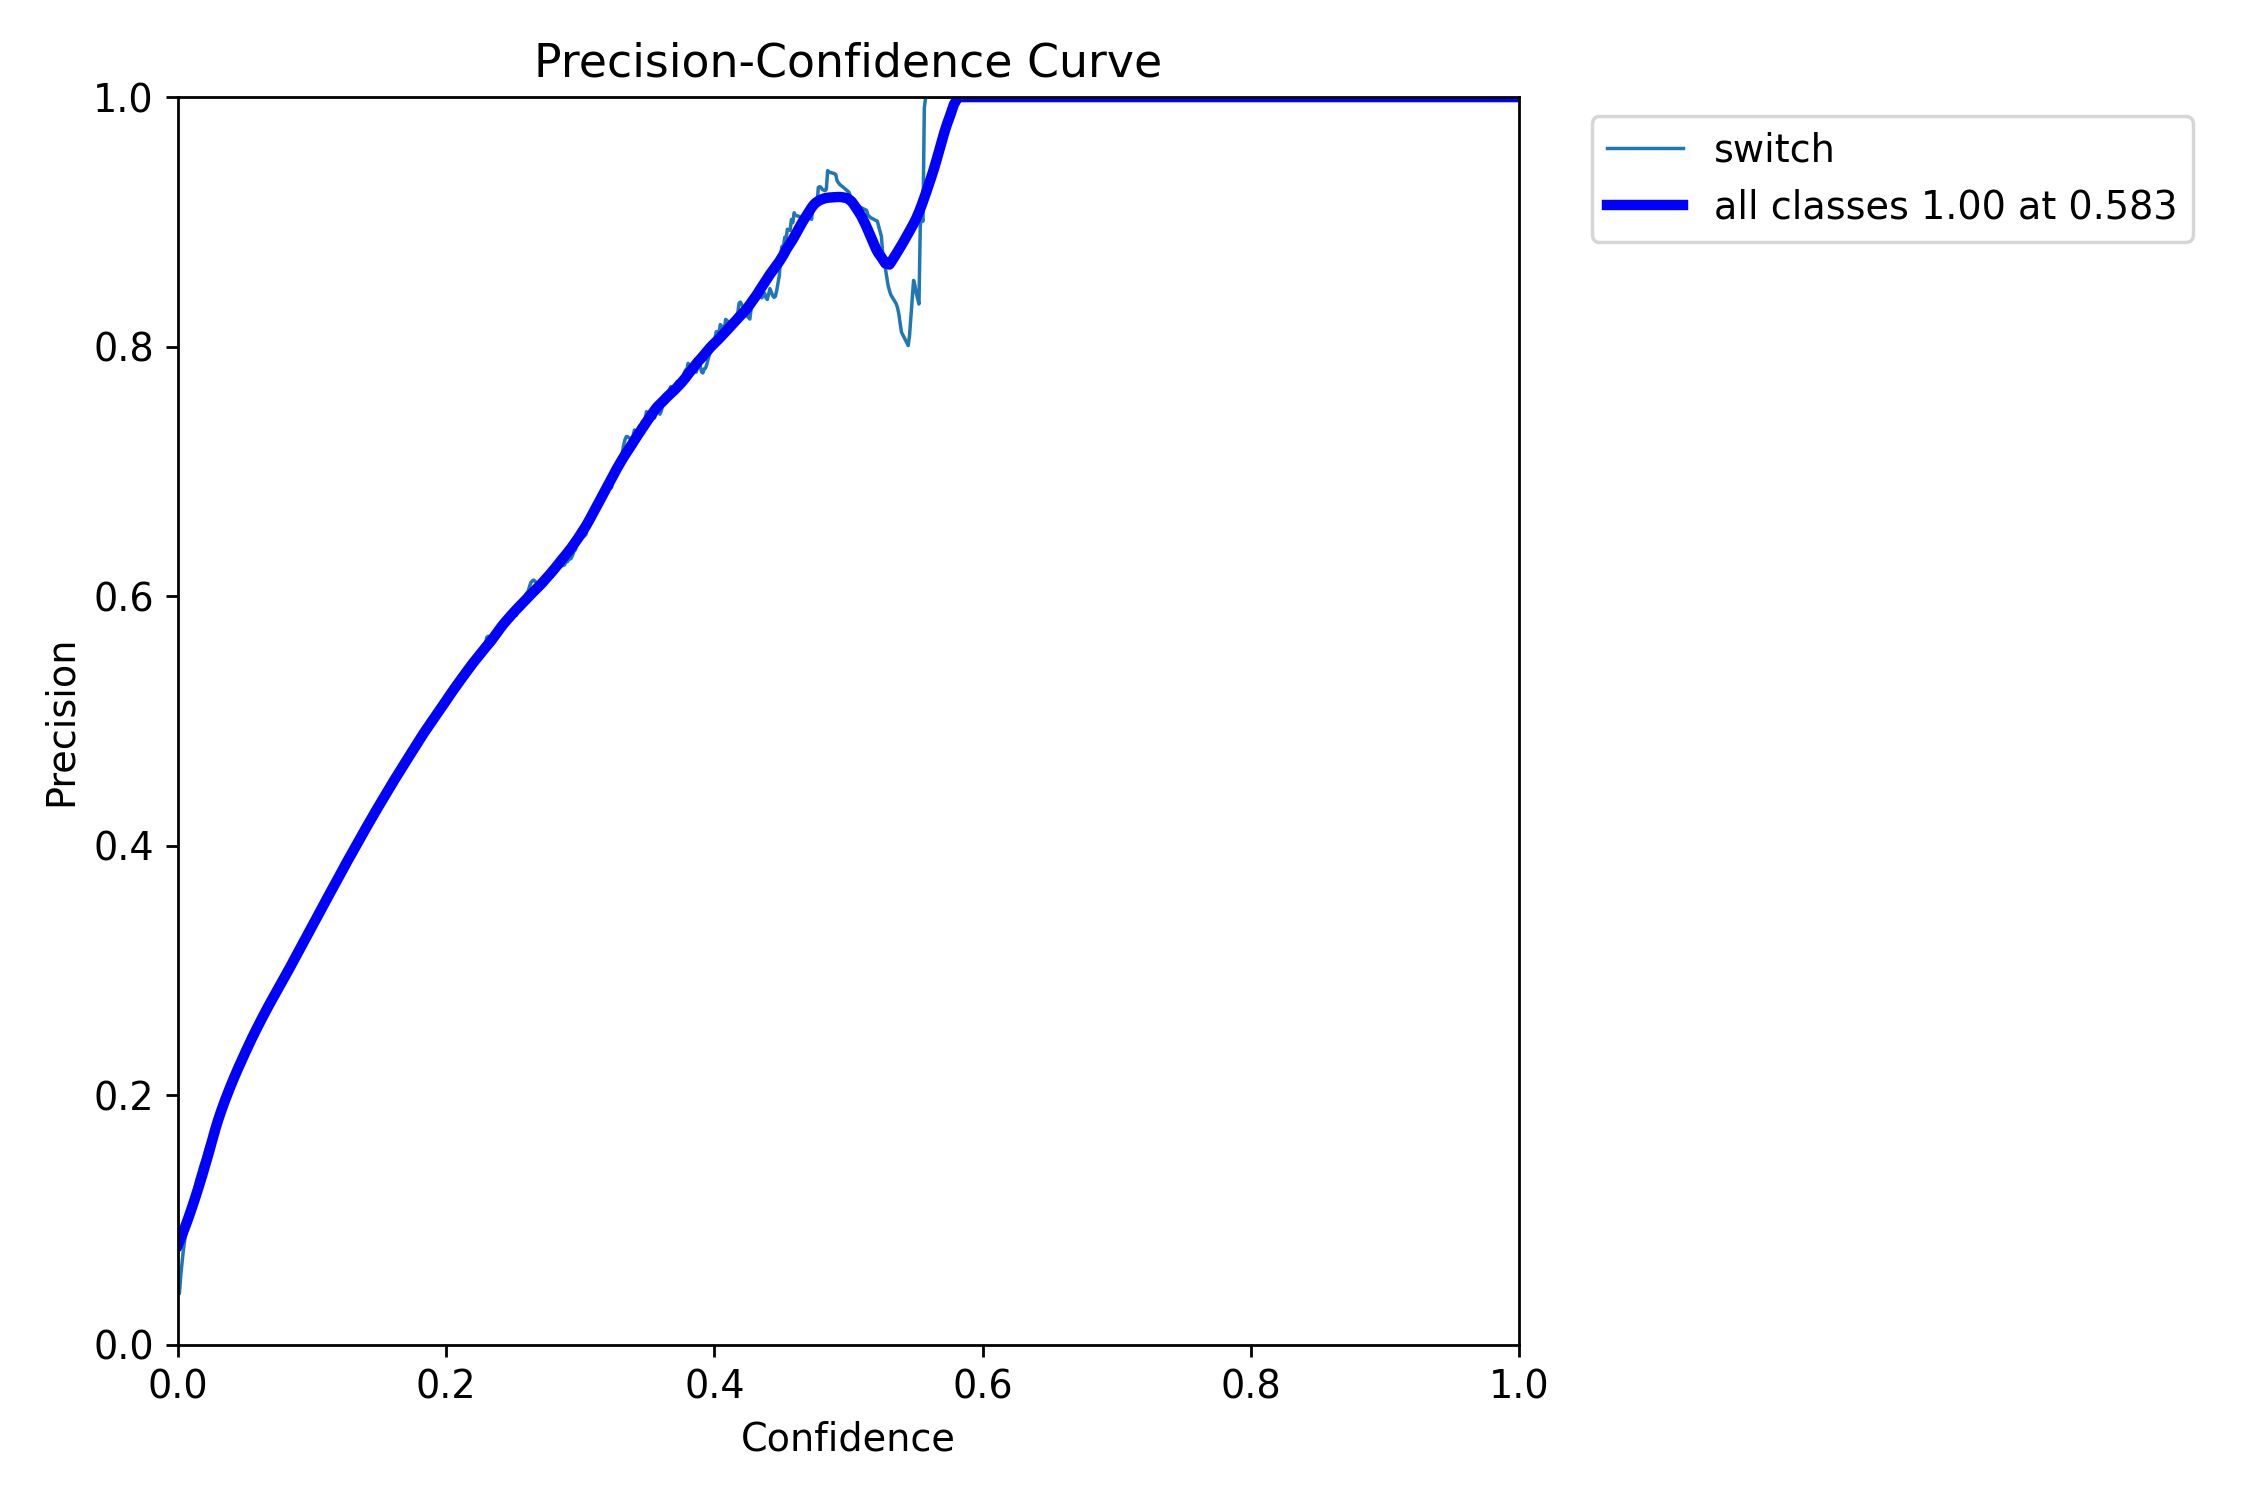 Precision-Confidence Curve
1.0
0.8
0.6
0.4
0.2
0.0
Precision
0.0 0.2 0.4 0.6 0.8 1.0
Confidence
switch
all classes 1.00 at 0.583